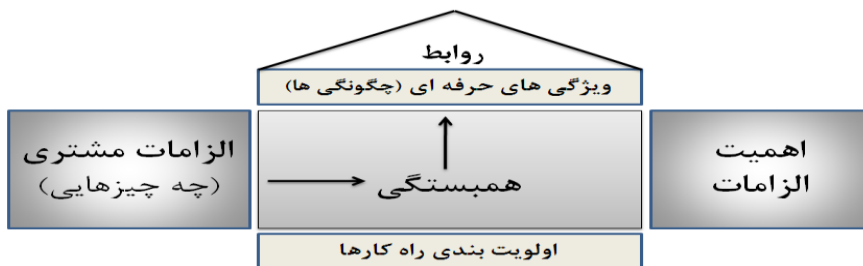 روابط
ویژگی های حرفه ای (چگونگی ها)
اهمیت
الزامات
همبستگی
الزامات مشتری
(چه چیزهایی)
اولویت بندی راه کارها